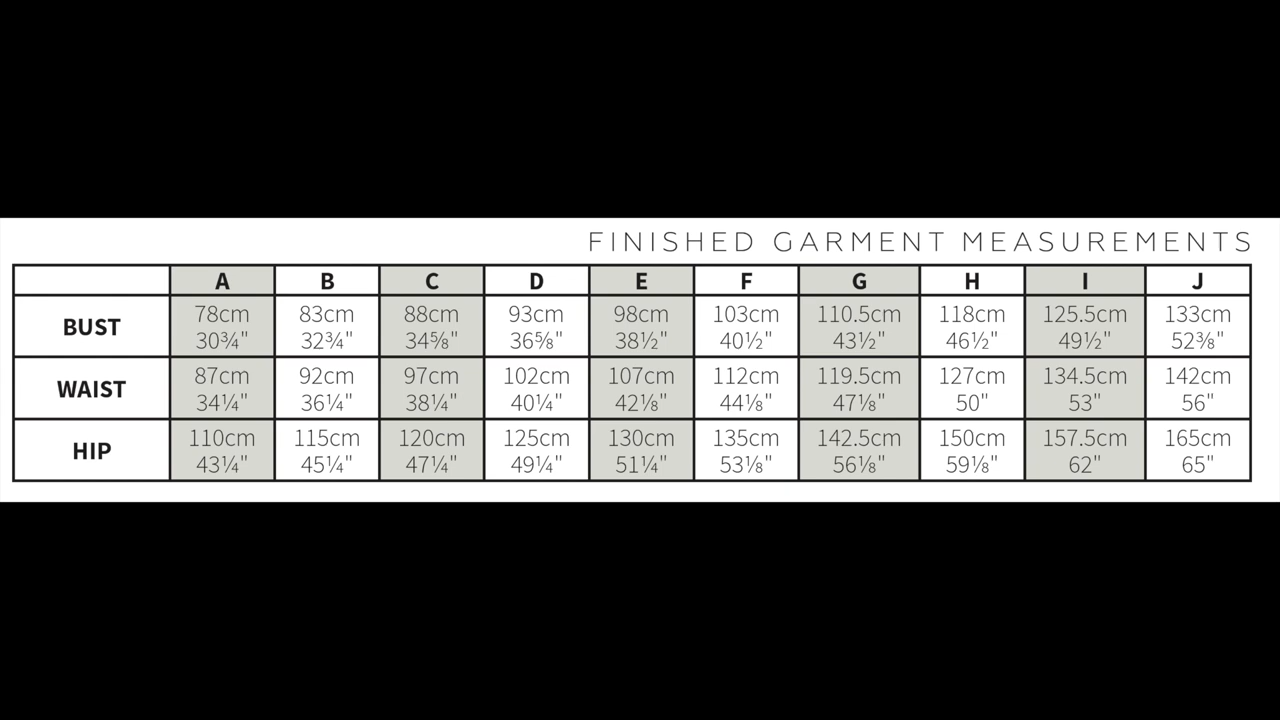 FINISHED GARMENT MEASUREMENTS
A B C D E F G H I J
BUST 78cm 83cm 88cm 93cm 98cm 103cm 110.5cm 118cm 125.5cm 133cm
30¾" 32¾" 34⅝" 36⅝" 38½" 40½" 43½" 46½" 49½" 52⅜"
WAIST 87cm 92cm 97cm 102cm 107cm 112cm 119.5cm 127cm 134.5cm 142cm
34¼" 36¼" 38¼" 40¼" 42⅛" 44⅛" 47⅛" 50" 53" 56"
HIP 110cm 115cm 120cm 125cm 130cm 135cm 142.5cm 150cm 157.5cm 165cm
43¼" 45¼" 47¼" 49¼" 51¼" 53⅛" 56⅛" 59⅛" 62" 65"